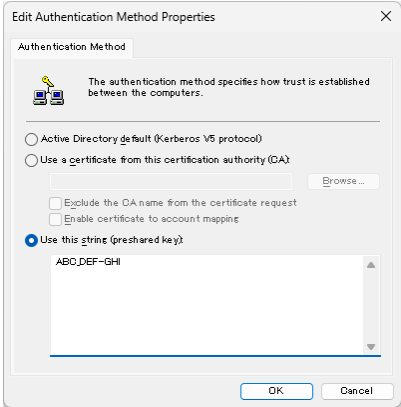 Edit Authentication Method Properties
Authentication Method
The authentication method specifies how trust is established
between the computers.
Active Directory default (Kerberos V5 protocol)
Use a certificate from this certification authority (CA):
Browse...
Exclude the CA name from the certificate request
Enable certificate to account mapping
Use this string (preshared key):
ABC_DEF-GHI
OK
Cancel